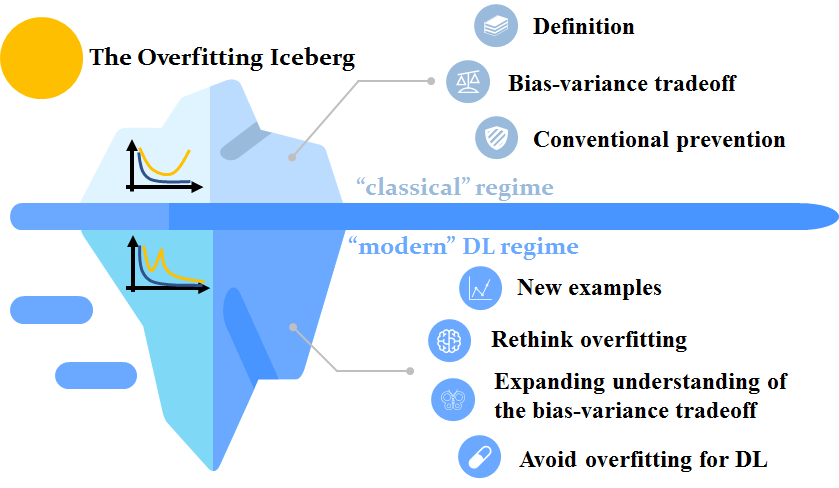 The Overfitting Iceberg
Definition
Bias-variance tradeoff
Conventional prevention
“classical” regime
“modern” DL regime
New examples
Rethink overfitting
Expanding understanding of
the bias-variance tradeoff
Avoid overfitting for DL